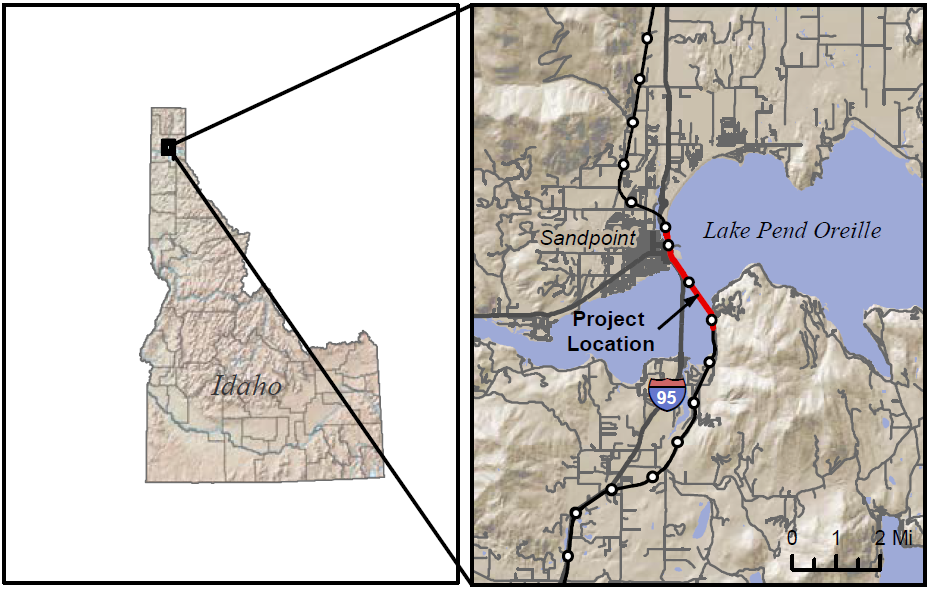 Idaho
Sandpoint
Lake Pend Oreille
Project
Location
95
0 1 2 Mi